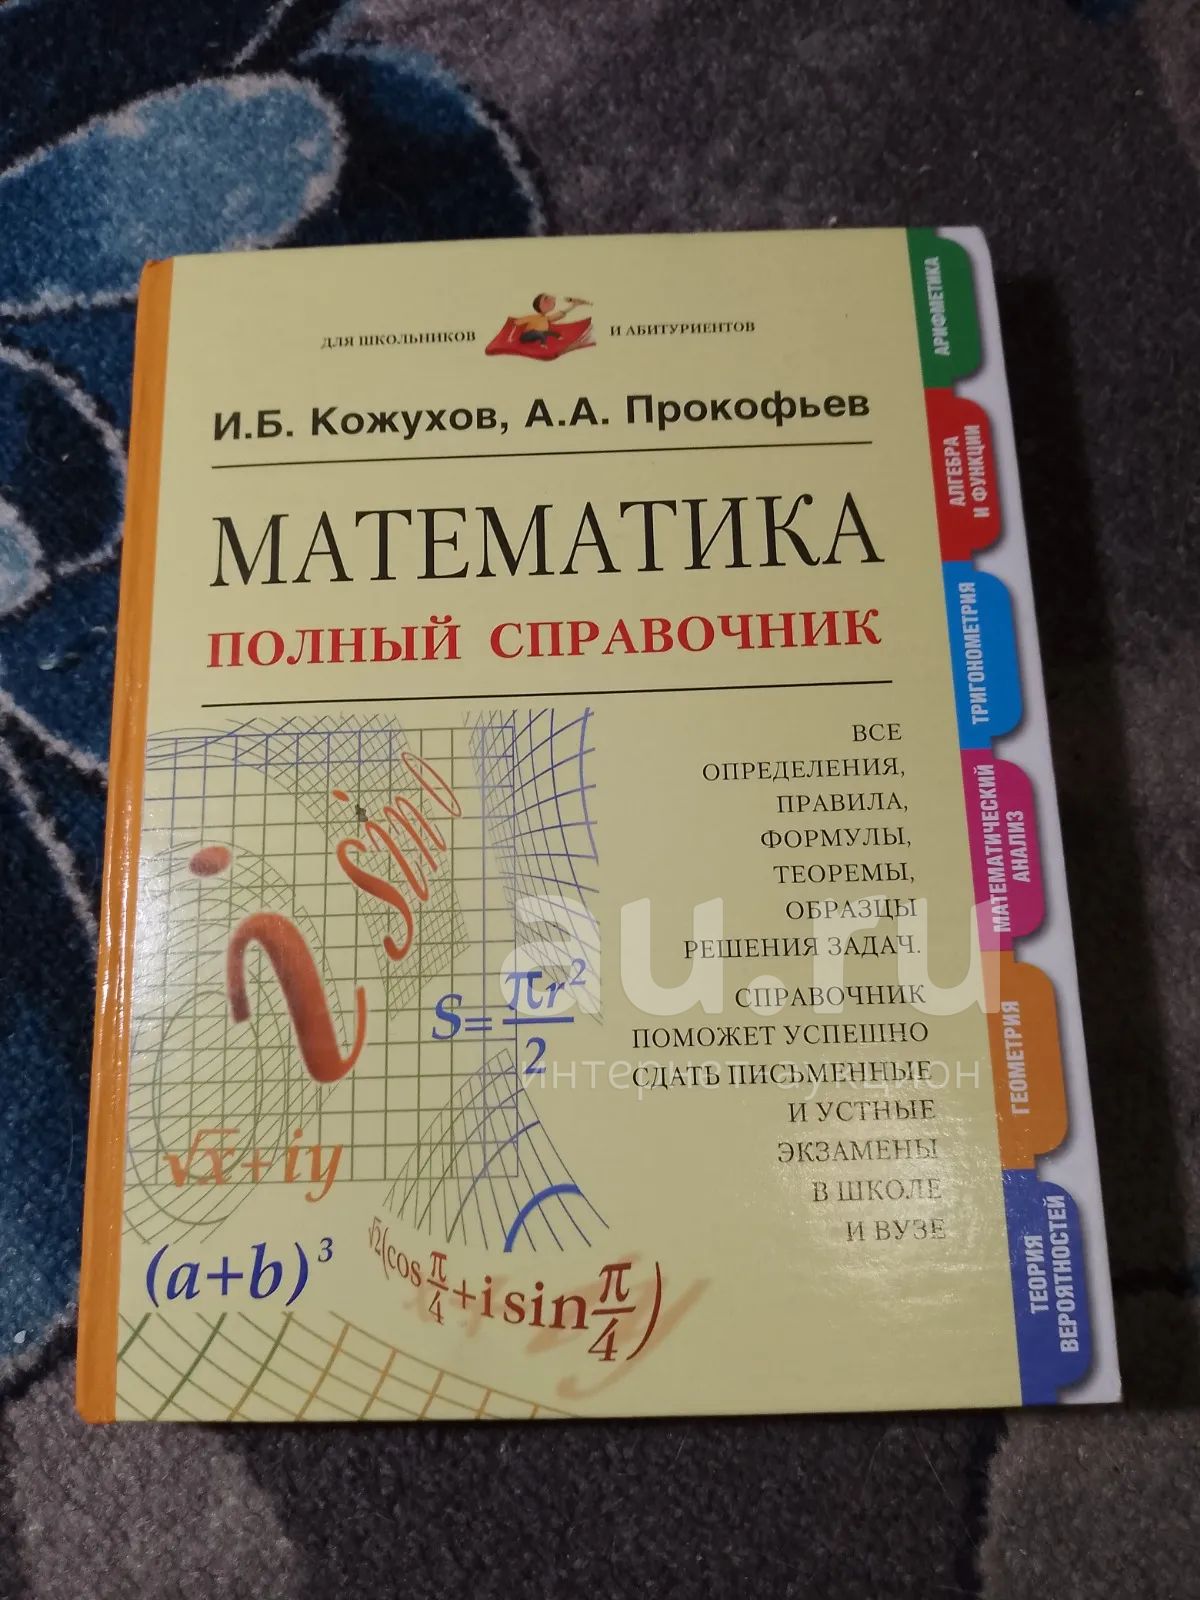 ДЛЯ ШКОЛЬНИКОВ И АБИТУРИЕНТОВ
И.Б. Кожухов, А.А. Прокофьев
МАТЕМАТИКА
ПОЛНЫЙ СПРАВОЧНИК
ВСЕ
ОПРЕДЕЛЕНИЯ,
ПРАВИЛА,
ФОРМУЛЫ,
ТЕОРЕМЫ,
ОБРАЗЦЫ
РЕШЕНИЯ ЗАДАЧ.
СПРАВОЧНИК
ПОМОЖЕТ УСПЕШНО
СДАТЬ ПИСЬМЕННЫЕ
И УСТНЫЕ
ЭКЗАМЕНЫ
В ШКОЛЕ
И ВУЗЕ
i sin
S= πr²/2
√x+iy
(a+b)³
√2(cos π/4 + i sin π/4)
АРИФМЕТИКА
АЛГЕБРА
И ФУНКЦИИ
ТРИГОНОМЕТРИЯ
МАТЕМАТИЧЕСКИЙ
АНАЛИЗ
ГЕОМЕТРИЯ
ТЕОРИЯ
ВЕРОЯТНОСТЕЙ
au.ru
интернет-аукцион